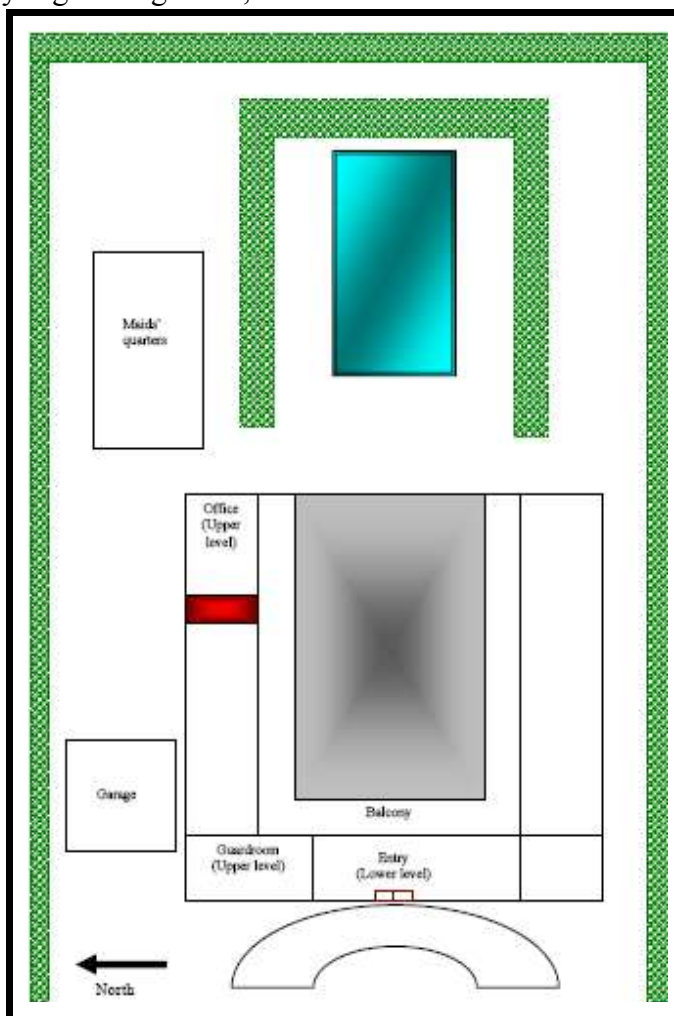 Maids'
quarters
Office
(Upper
level)
Garage
Balcony
Guardroom
(Upper level)
Entry
(Lower level)
North